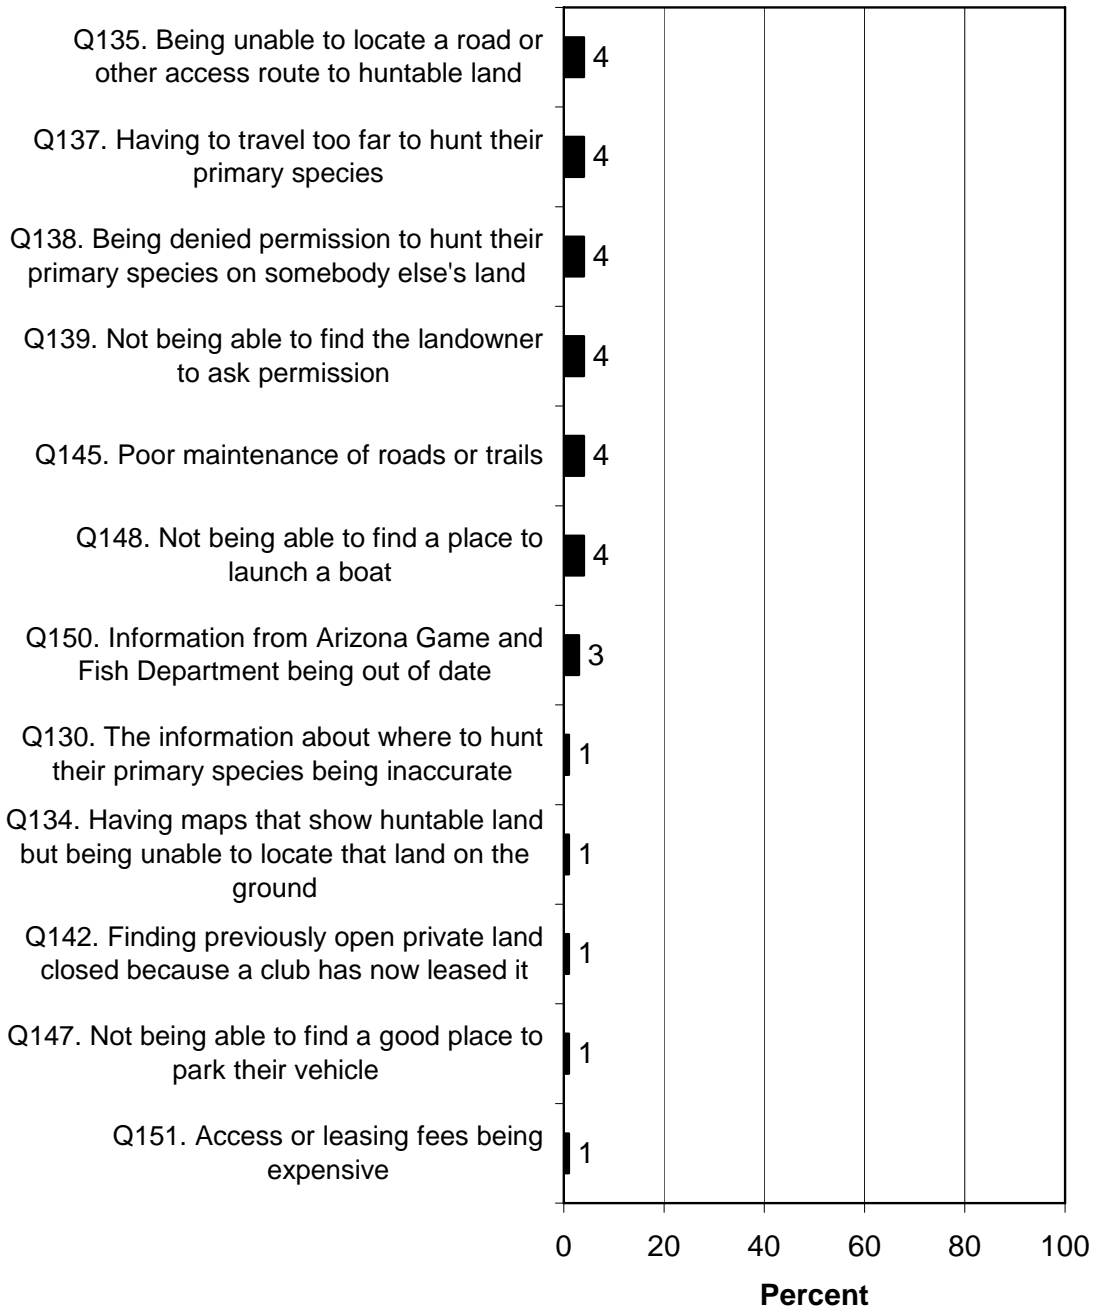 Q135. Being unable to locate a road or
other access route to huntable land
4
Q137. Having to travel too far to hunt their
primary species
4
Q138. Being denied permission to hunt their
primary species on somebody else's land
4
Q139. Not being able to find the landowner
to ask permission
4
Q145. Poor maintenance of roads or trails
4
Q148. Not being able to find a place to
launch a boat
4
Q150. Information from Arizona Game and
Fish Department being out of date
3
Q130. The information about where to hunt
their primary species being inaccurate
1
Q134. Having maps that show huntable land
but being unable to locate that land on the
ground
1
Q142. Finding previously open private land
closed because a club has now leased it
1
Q147. Not being able to find a good place to
park their vehicle
1
Q151. Access or leasing fees being
expensive
1
0 20 40 60 80 100
Percent